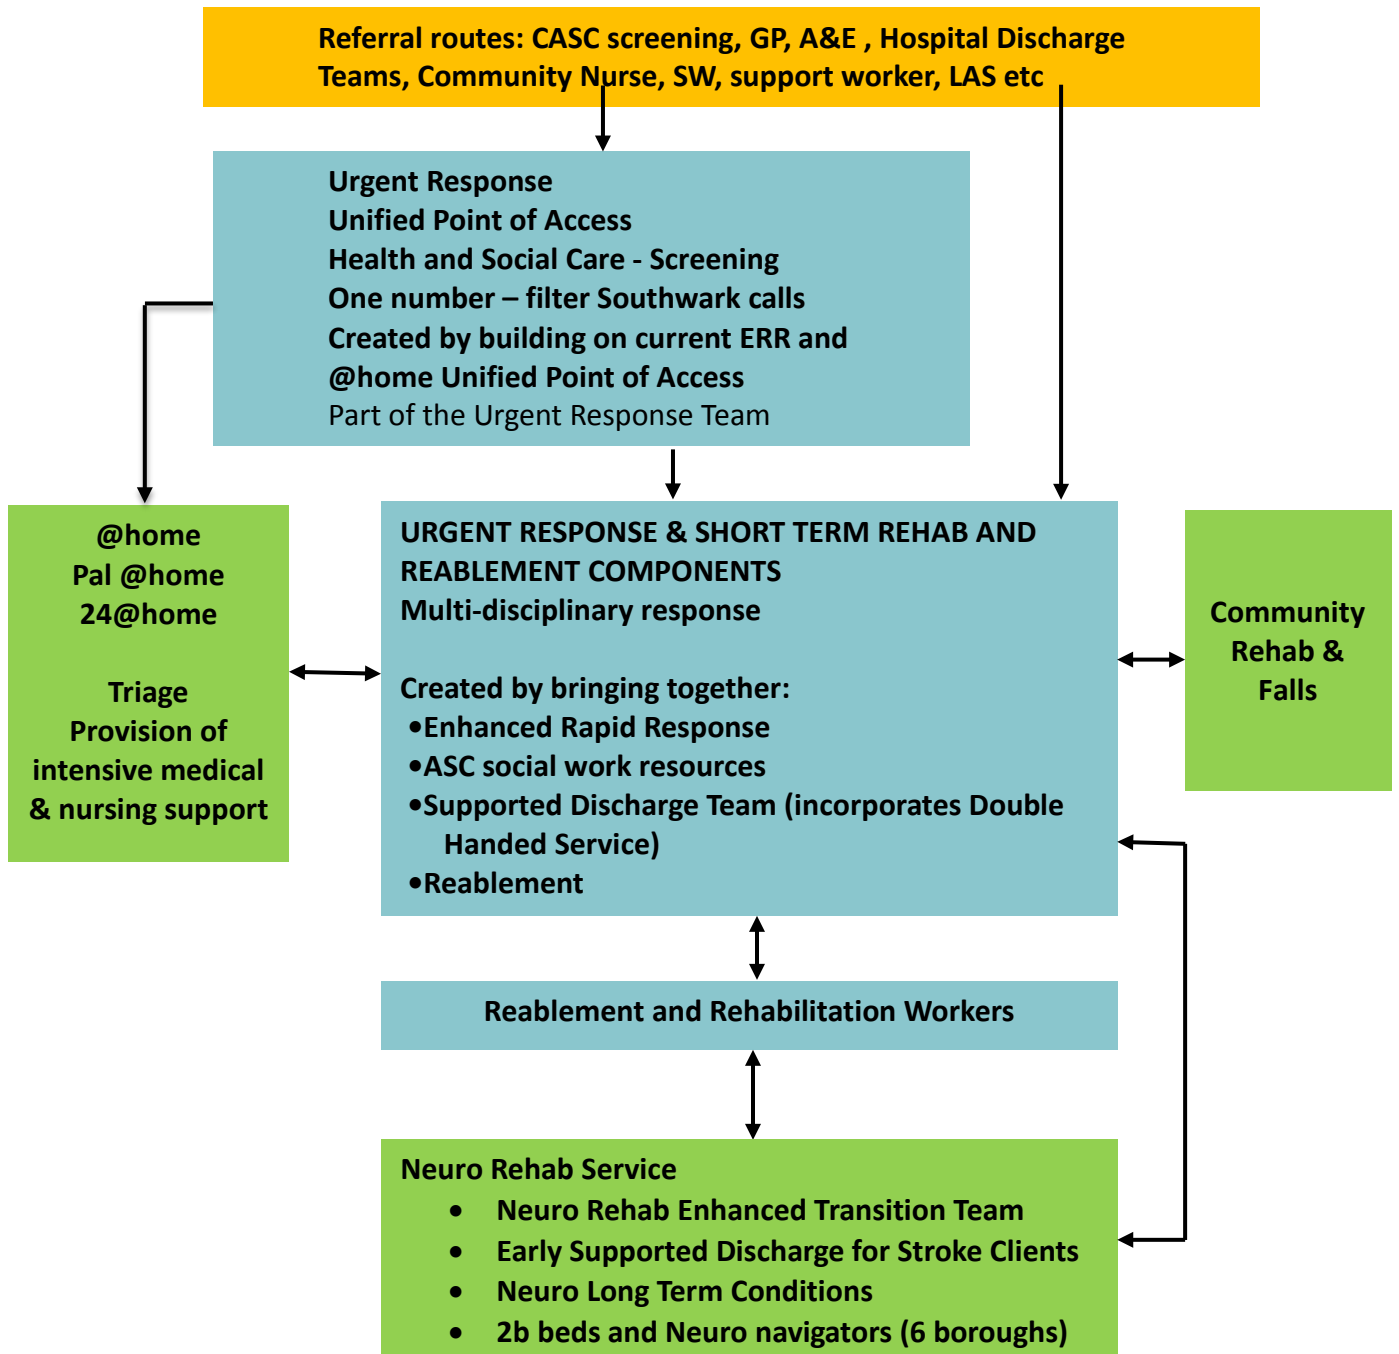 Referral routes: CASC screening, GP, A&E , Hospital Discharge
Teams, Community Nurse, SW, support worker, LAS etc
Urgent Response
Unified Point of Access
Health and Social Care - Screening
One number – filter Southwark calls
Created by building on current ERR and
@home Unified Point of Access
Part of the Urgent Response Team
@home
Pal @home
24@home
Triage
Provision of
intensive medical
& nursing support
URGENT RESPONSE & SHORT TERM REHAB AND
REABLEMENT COMPONENTS
Multi-disciplinary response
Created by bringing together:
•Enhanced Rapid Response
•ASC social work resources
•Supported Discharge Team (incorporates Double
Handed Service)
•Reablement
Community
Rehab &
Falls
Reablement and Rehabilitation Workers
Neuro Rehab Service
• Neuro Rehab Enhanced Transition Team
• Early Supported Discharge for Stroke Clients
• Neuro Long Term Conditions
• 2b beds and Neuro navigators (6 boroughs)